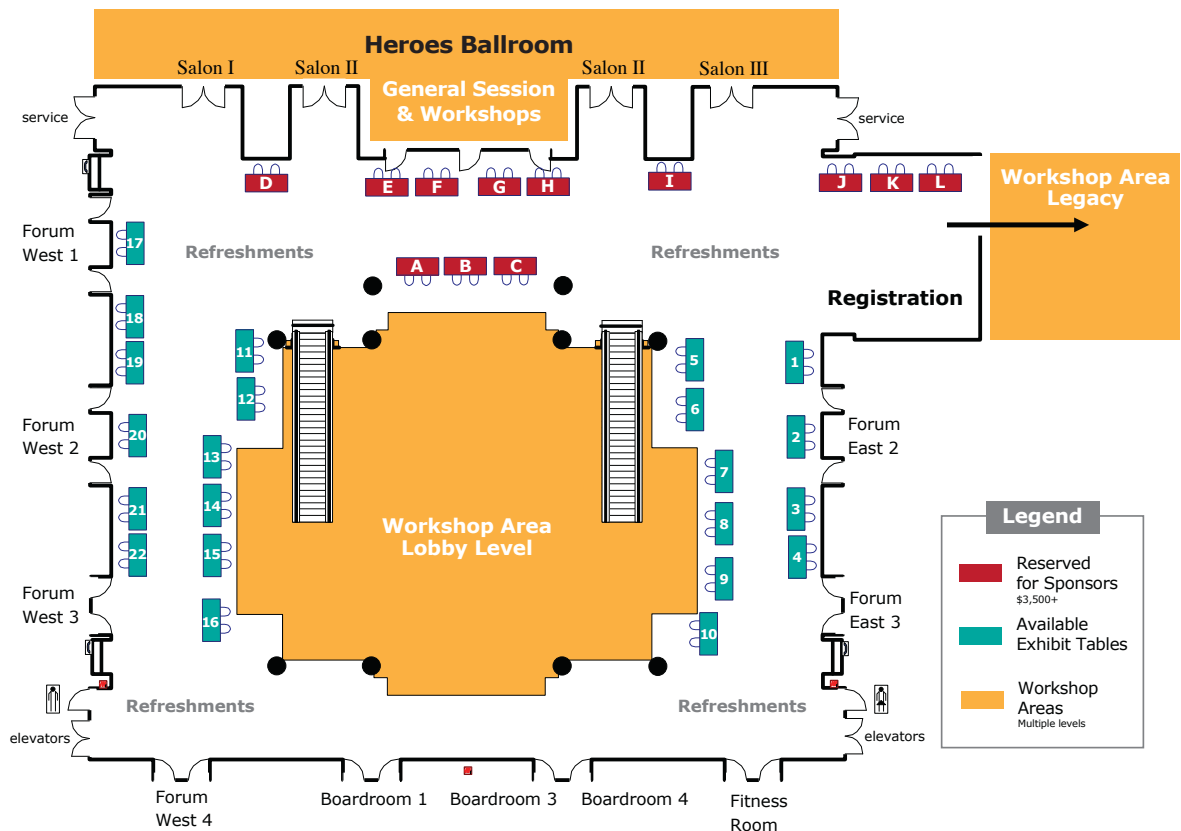 Heroes Ballroom
Salon I
Salon II
Salon II
Salon III
General Session
& Workshops
service
service
D
E
F
G
H
I
J
K
L
Workshop Area
Legacy
Forum
West 1
17
Refreshments
Refreshments
A
B
C
Registration
18
19
11
12
5
6
1
Forum
West 2
20
13
14
15
16
7
8
9
10
2
Forum
East 2
21
22
3
4
Workshop Area
Lobby Level
Forum
West 3
Forum
East 3
Legend
Reserved
for Sponsors
$3,500+
Available
Exhibit Tables
Workshop
Areas
Multiple levels
Refreshments
Refreshments
elevators
elevators
Forum
West 4
Boardroom 1
Boardroom 3
Boardroom 4
Fitness
Room